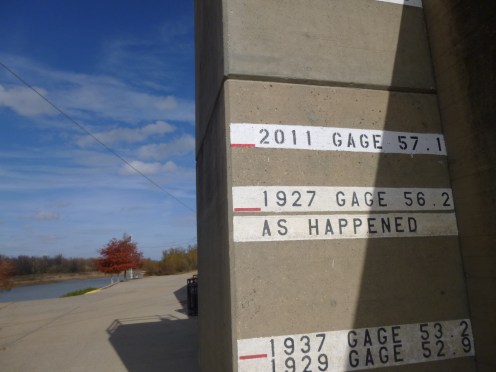 2011 GAGE 57.1
1927 GAGE 56.2
AS HAPPENED
1937 GAGE 53.2
1929 GAGE 52.9